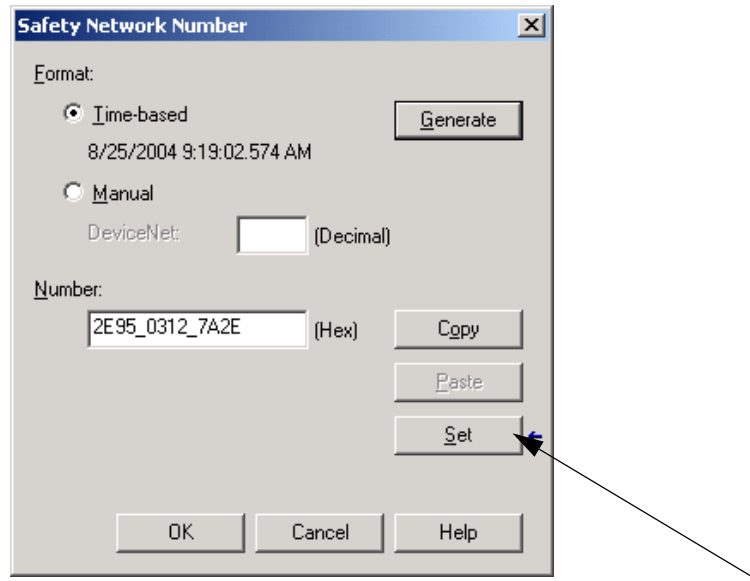 Safety Network Number
Format:
Time-based
Generate
8/25/2004 9:19:02.574 AM
Manual
DeviceNet:
(Decimal)
Number:
2E95_0312_7A2E
(Hex)
Copy
Paste
Set
OK
Cancel
Help